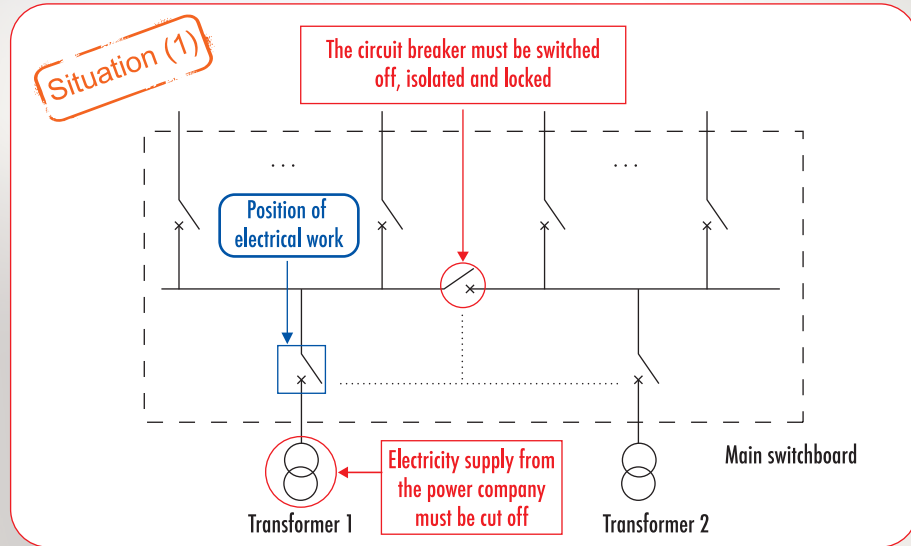 Situation (1)
The circuit breaker must be switched
off, isolated and locked
...
...
Position of
electrical work
Electricity supply from
the power company
must be cut off
Main switchboard
Transformer 1
Transformer 2